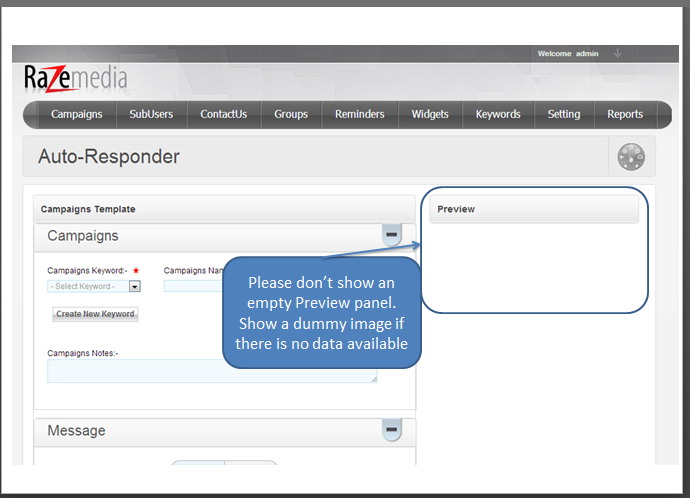 Welcome admin
Razemedia
Campaigns SubUsers ContactUs Groups Reminders Widgets Keywords Setting Reports
Auto-Responder
Campaigns Template
Preview
Campaigns
Campaigns Keyword:- *
Campaigns Nam
- Select Keyword -
Create New Keyword
Campaigns Notes:-
Please don't show an
empty Preview panel.
Show a dummy image if
there is no data available
Message